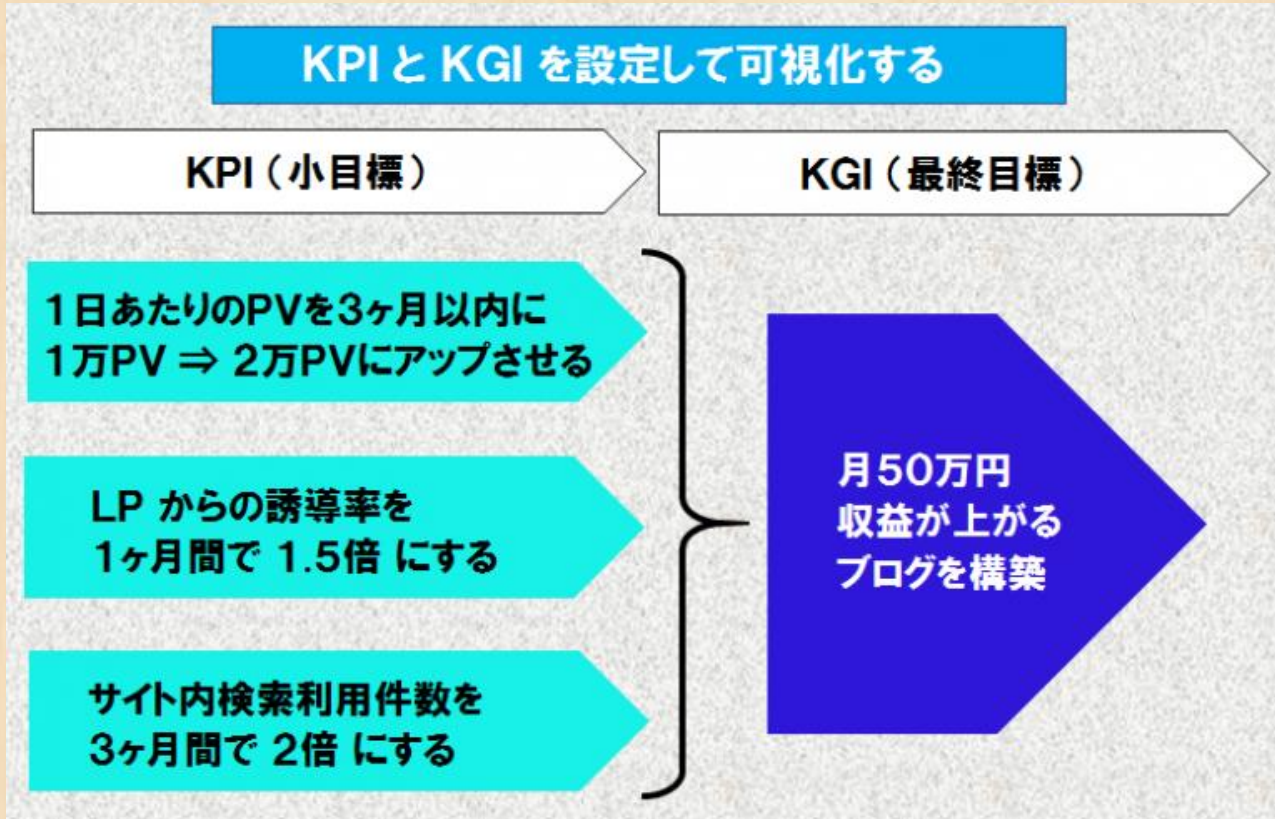 KPI と KGI を設定して可視化する
KPI（小目標）
KGI（最終目標）
1日あたりのPVを3ヶ月以内に
1万PV ⇒ 2万PVにアップさせる
LP からの誘導率を
1ヶ月間で 1.5倍 にする
サイト内検索利用件数を
3ヶ月間で 2倍 にする
月50万円
収益が上がる
ブログを構築